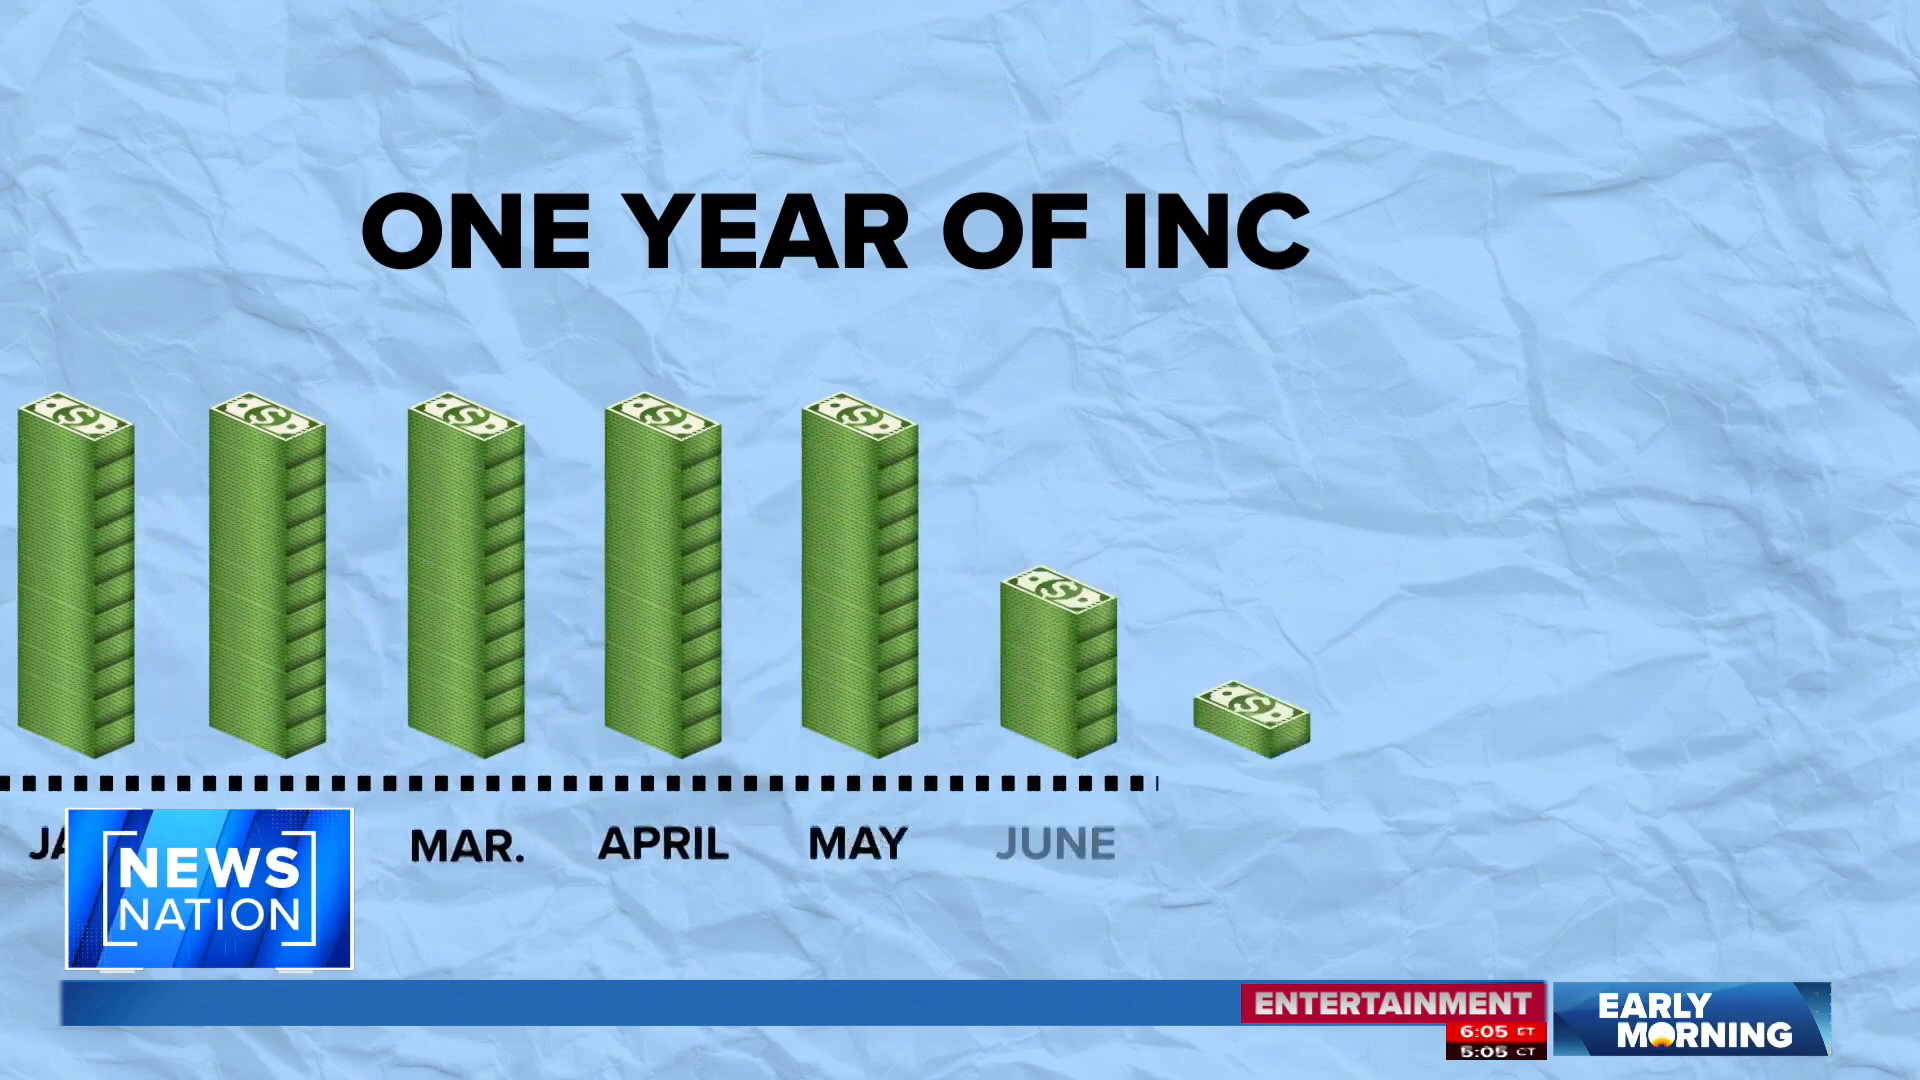 ONE YEAR OF INC
JA
MAR.
APRIL
MAY
JUNE
NEWS
NATION
ENTERTAINMENT
6:05 ET
5:05 CT
EARLY
MORNING